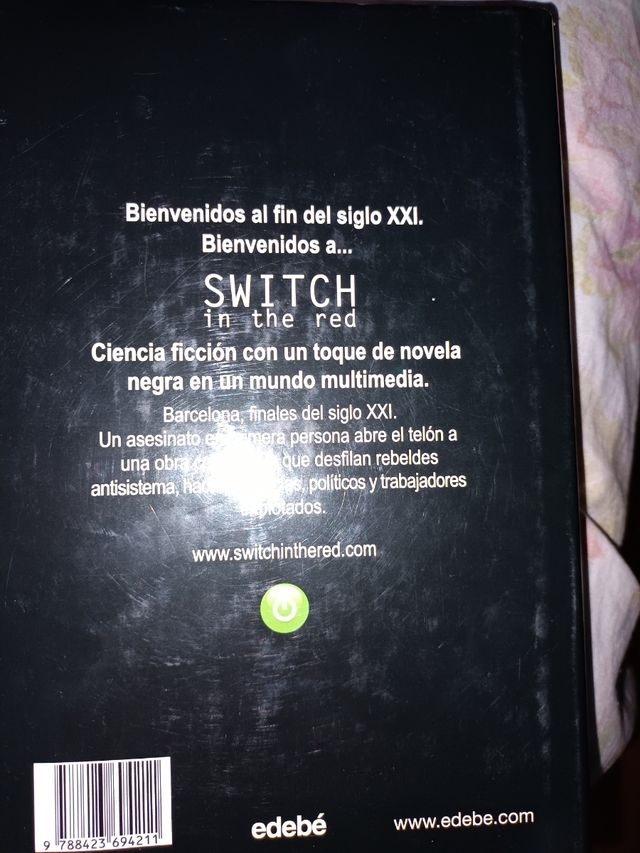 Bienvenidos al fin del siglo XXI.
Bienvenidos a...
SWITCH
in the red
Ciencia ficción con un toque de novela
negra en un mundo multimedia.
Barcelona, finales del siglo XXI.
Un asesinato en primera persona abre el telón a
una obra que desfilan rebeldes
antisistema, políticos y trabajadores
explotados.
www.switchinthered.com
9 788423 694211
edebé
www.edebe.com